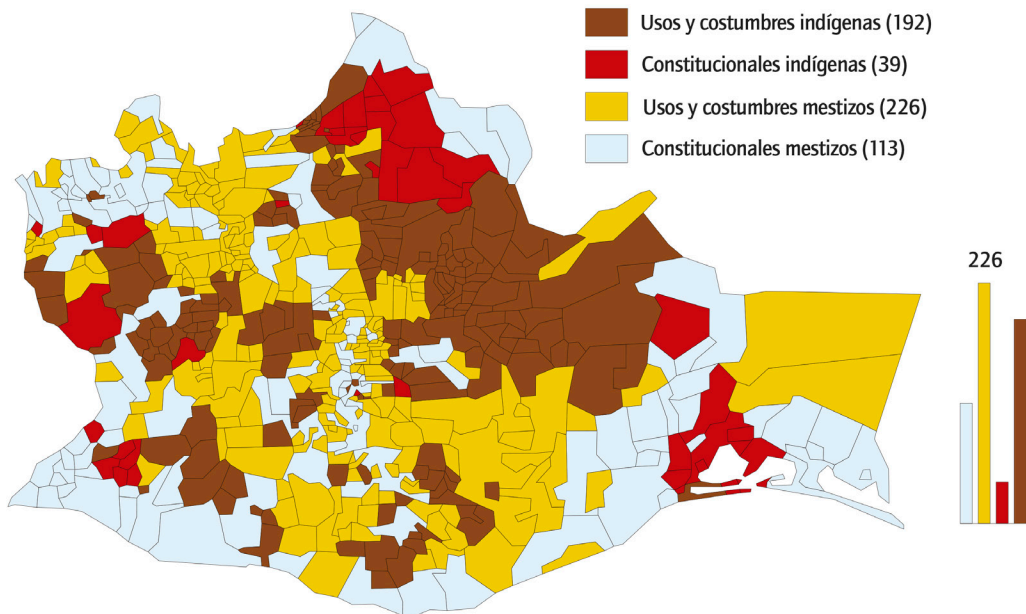 Usos y costumbres indígenas (192)
Constitucionales indígenas (39)
Usos y costumbres mestizos (226)
Constitucionales mestizos (113)
226